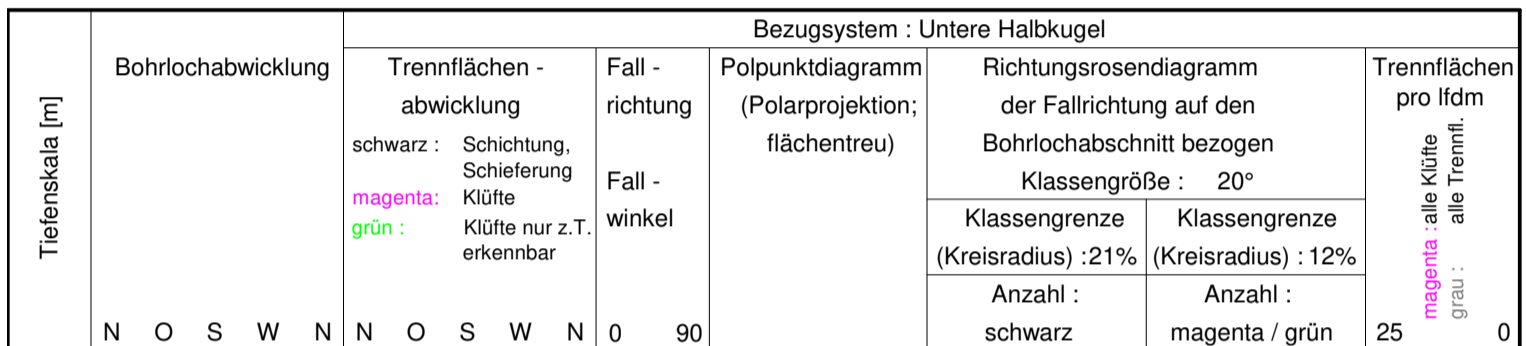 Bezugsystem : Untere Halbkugel
Tiefenskala [m]
Bohrlochabwicklung
N O S W N
Trennflächen -
abwicklung
schwarz : Schichtung,
Schieferung
magenta: Klüfte
grün : Klüfte nur z.T.
erkennbar
N O S W N
Fall -
richtung
Fall -
winkel
0 90
Polpunktdiagramm
(Polarprojektion;
flächentreu)
Richtungsrosendiagramm
der Fallrichtung auf den
Bohrlochabschnitt bezogen
Klassengröße : 20°
Klassengrenze
(Kreisradius) :21%
Anzahl :
schwarz
Klassengrenze
(Kreisradius) : 12%
Anzahl :
magenta / grün
Trennflächen
pro lfdm
magenta : alle Klüfte
grau : alle Trennfl.
25 0